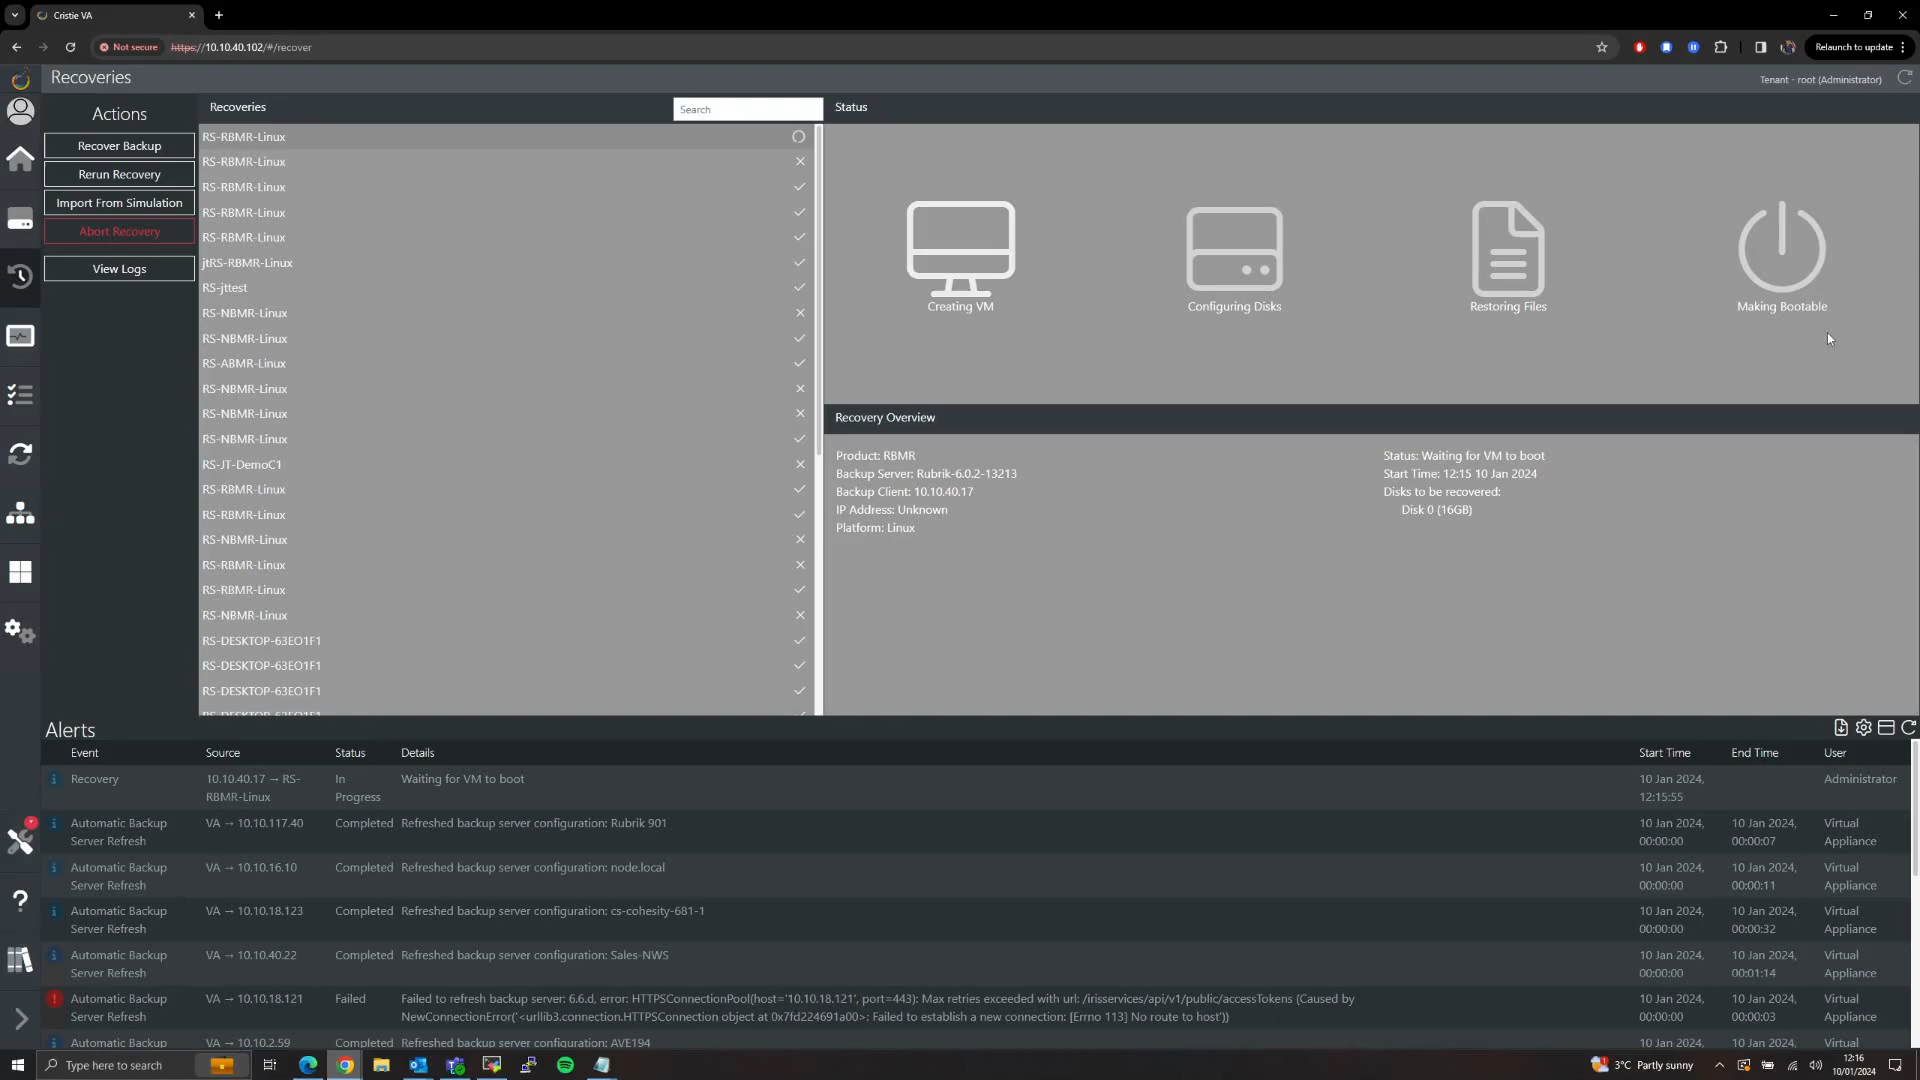 Cristie VA
Not secure
https://10.10.40.102/#/recover
Relaunch to update
Recoveries
Tenant - root (Administrator)
Actions
Recover Backup
Rerun Recovery
Import From Simulation
Abort Recovery
View Logs
Recoveries
Search
RS-RBMR-Linux
RS-RBMR-Linux
RS-RBMR-Linux
RS-RBMR-Linux
RS-RBMR-Linux
jtRS-RBMR-Linux
RS-jttest
RS-NBMR-Linux
RS-NBMR-Linux
RS-ABMR-Linux
RS-NBMR-Linux
RS-NBMR-Linux
RS-NBMR-Linux
RS-JT-DemoC1
RS-RBMR-Linux
RS-RBMR-Linux
RS-NBMR-Linux
RS-RBMR-Linux
RS-RBMR-Linux
RS-NBMR-Linux
RS-DESKTOP-63EO1F1
RS-DESKTOP-63EO1F1
RS-DESKTOP-63EO1F1
RS-DESKTOP-63EO1F1
Status
Creating VM
Configuring Disks
Restoring Files
Making Bootable
Recovery Overview
Product: RBMR
Backup Server: Rubrik-6.0.2-13213
Backup Client: 10.10.40.17
IP Address: Unknown
Platform: Linux
Status: Waiting for VM to boot
Start Time: 12:15 10 Jan 2024
Disks to be recovered:
Disk 0 (16GB)
Alerts
Event Source Status Details Start Time End Time User
Recovery 10.10.40.17 → RS- In Waiting for VM to boot 10 Jan 2024, Administrator
RBMR-Linux Progress 12:15:55
Automatic Backup VA → 10.10.117.40 Completed Refreshed backup server configuration: Rubrik 901 10 Jan 2024, 10 Jan 2024, Virtual
Server Refresh 00:00:00 00:00:07 Appliance
Automatic Backup VA → 10.10.16.10 Completed Refreshed backup server configuration: node.local 10 Jan 2024, 10 Jan 2024, Virtual
Server Refresh 00:00:00 00:00:11 Appliance
Automatic Backup VA → 10.10.18.123 Completed Refreshed backup server configuration: cs-cohesity-681-1 10 Jan 2024, 10 Jan 2024, Virtual
Server Refresh 00:00:00 00:00:32 Appliance
Automatic Backup VA → 10.10.40.22 Completed Refreshed backup server configuration: Sales-NWS 10 Jan 2024, 10 Jan 2024, Virtual
Server Refresh 00:00:00 00:01:14 Appliance
Automatic Backup VA → 10.10.18.121 Failed Failed to refresh backup server: 6.6.d, error: HTTPSConnectionPool(host='10.10.18.121', port=443): Max retries exceeded with url: /irisservices/api/v1/public/accessTokens (Caused by 10 Jan 2024, 10 Jan 2024, Virtual
Server Refresh NewConnectionError('<urllib3.connection.HTTPSConnection object at 0x7fd224691a00>: Failed to establish a new connection: [Errno 113] No route to host')) 00:00:00 00:00:03 Appliance
Automatic Backup VA → 10.10.2.59 Completed Refreshed backup server configuration: AVE194 10 Jan 2024, 10 Jan 2024, Virtual
Type here to search
3°C Partly sunny
12:16
10/01/2024